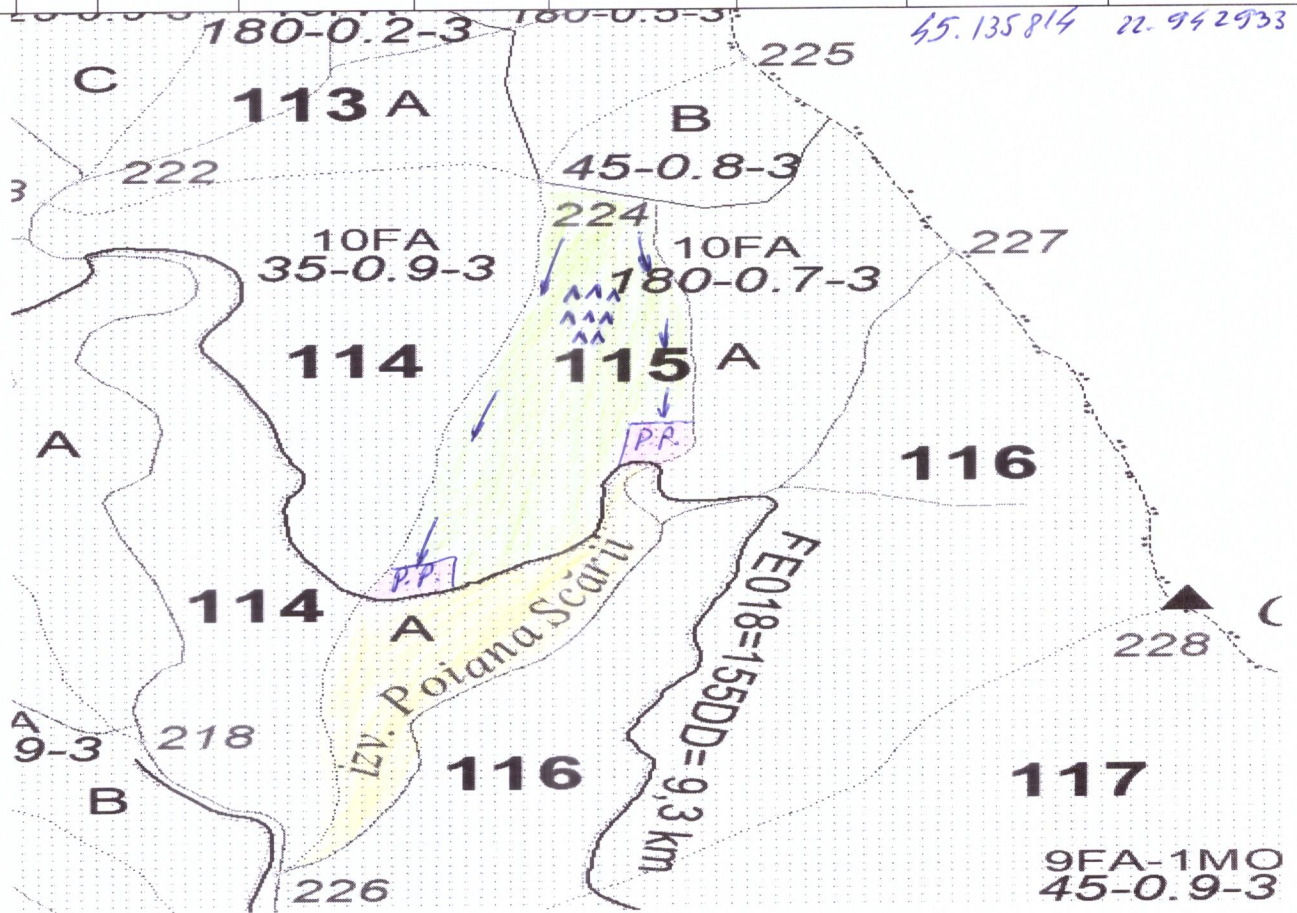 180-0.2-3
180-0.5-3
45.135814 22.942933
225
C
113 A
B
45-0.8-3
222
224
10FA
35-0.9-3
10FA
180-0.7-3
227
114
115 A
A
P.P.
116
P.P.
114
A
Izv. Poiana Scării
FE018=155DD=9,3 km
228
A
9-3
218
B
116
117
226
9FA-1MO
45-0.9-3